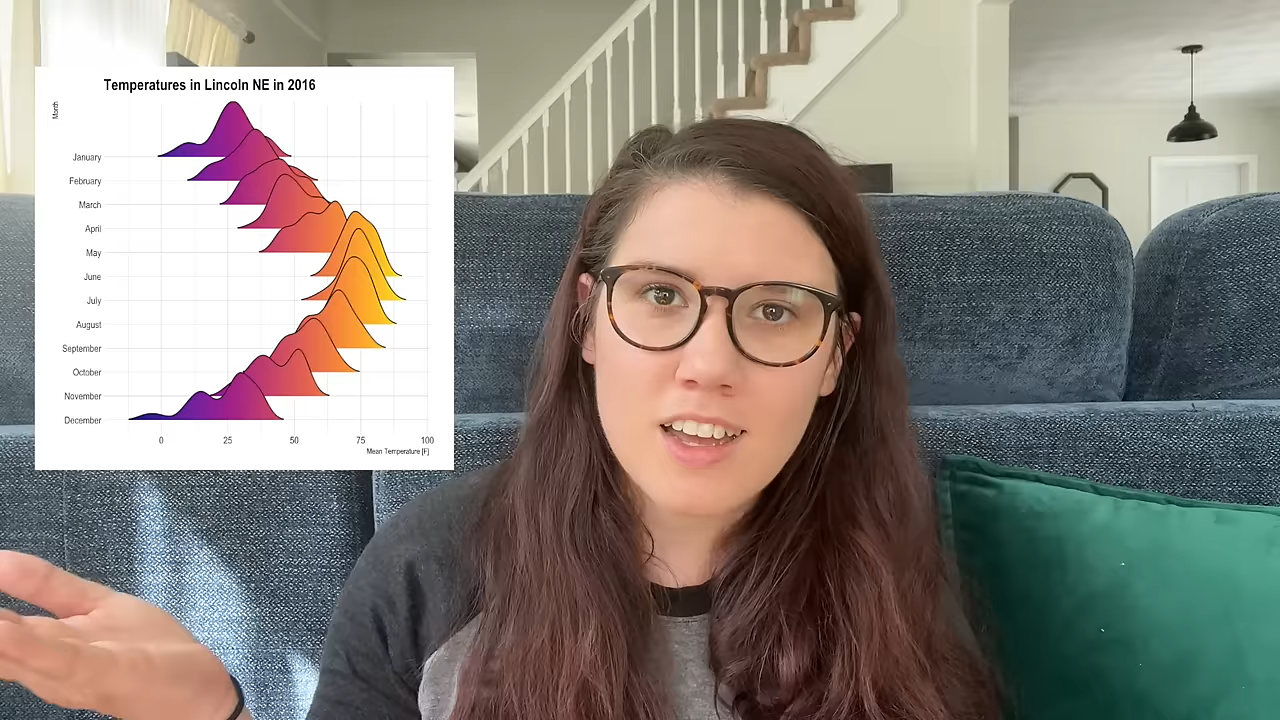 Temperatures in Lincoln NE in 2016
Month
January
February
March
April
May
June
July
August
September
October
November
December
0 25 50 75 100
Mean Temperature [F]